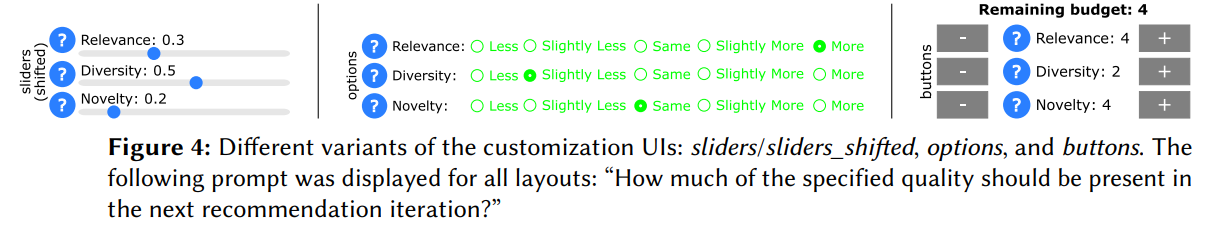 sliders
(shifted)
? Relevance: 0.3
? Diversity: 0.5
? Novelty: 0.2
options
? Relevance: Less Slightly Less Same Slightly More More
? Diversity: Less Slightly Less Same Slightly More More
? Novelty: Less Slightly Less Same Slightly More More
buttons
Remaining budget: 4
- ? Relevance: 4 +
- ? Diversity: 2 +
- ? Novelty: 4 +
Figure 4: Different variants of the customization UIs: sliders/sliders_shifted, options, and buttons. The
following prompt was displayed for all layouts: “How much of the specified quality should be present in
the next recommendation iteration?”